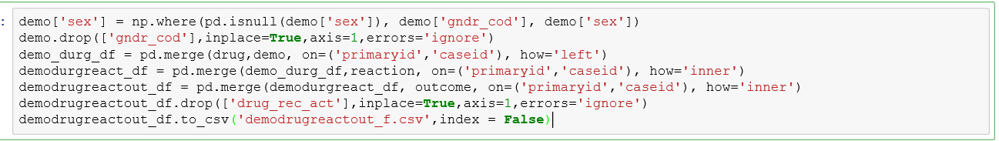 demo['sex'] = np.where(pd.isnull(demo['sex']), demo['gndr_cod'], demo['sex'])
demo.drop(['gndr_cod'],inplace=True,axis=1,errors='ignore')
demo_durg_df = pd.merge(drug,demo, on=('primaryid','caseid'), how='left')
demodurgreact_df = pd.merge(demo_durg_df,reaction, on=('primaryid','caseid'), how='inner')
demodrugreactout_df = pd.merge(demodurgreact_df, outcome, on=('primaryid','caseid'), how='inner')
demodrugreactout_df.drop(['drug_rec_act'],inplace=True,axis=1,errors='ignore')
demodrugreactout_df.to_csv('demodrugreactout_f.csv',index = False)